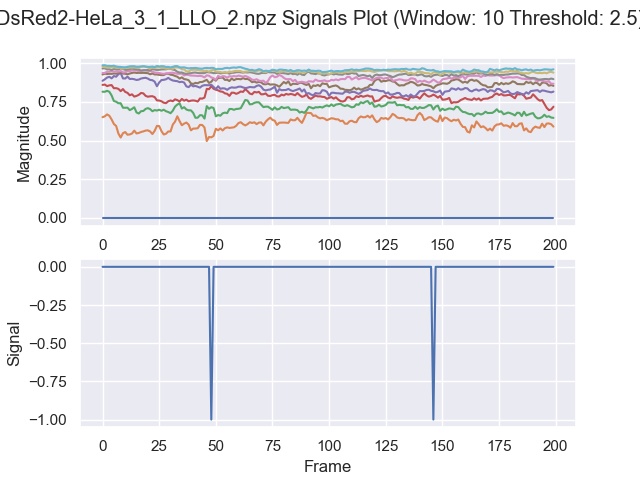 DsRed2-HeLa_3_1_LLO_2.npz Signals Plot (Window: 10 Threshold: 2.5)
1.00
0.75
0.50
0.25
0.00
Magnitude
0 25 50 75 100 125 150 175 200
0.00
−0.25
−0.50
−0.75
−1.00
Signal
0 25 50 75 100 125 150 175 200
Frame